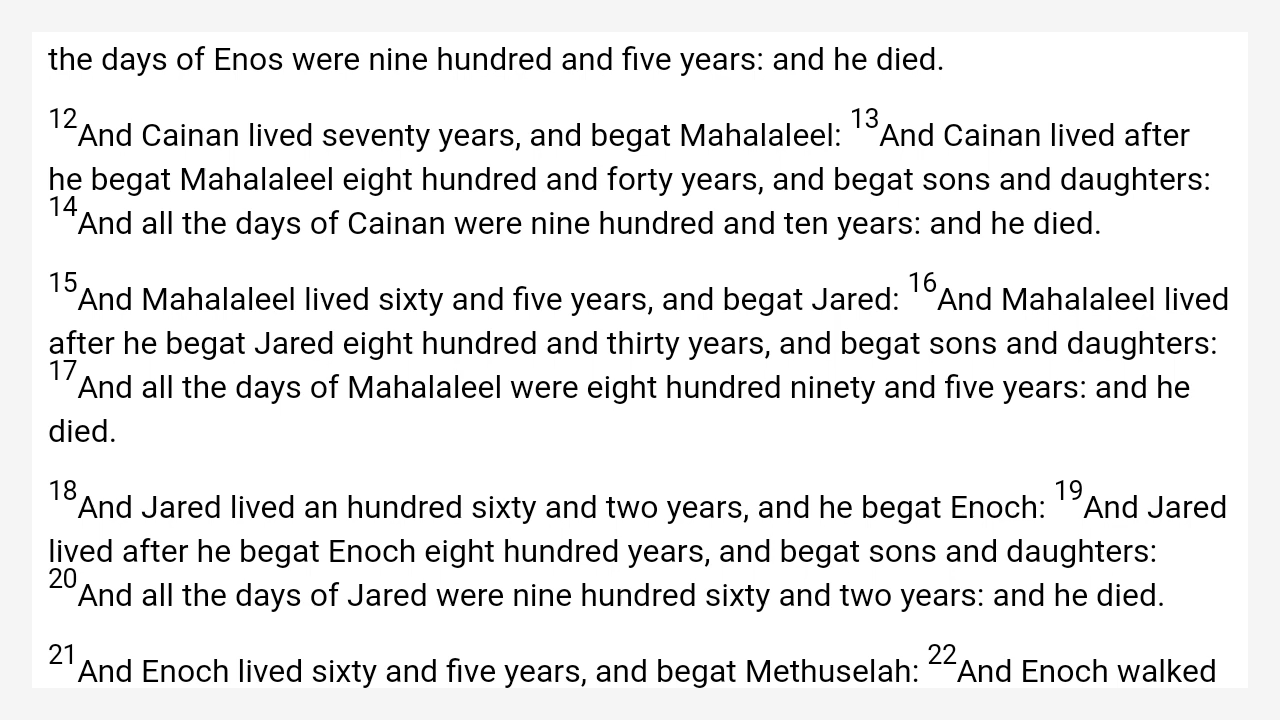 the days of Enos were nine hundred and five years: and he died.
12And Cainan lived seventy years, and begat Mahalaleel: 13And Cainan lived after
he begat Mahalaleel eight hundred and forty years, and begat sons and daughters:
14And all the days of Cainan were nine hundred and ten years: and he died.
15And Mahalaleel lived sixty and five years, and begat Jared: 16And Mahalaleel lived
after he begat Jared eight hundred and thirty years, and begat sons and daughters:
17And all the days of Mahalaleel were eight hundred ninety and five years: and he
died.
18And Jared lived an hundred sixty and two years, and he begat Enoch: 19And Jared
lived after he begat Enoch eight hundred years, and begat sons and daughters:
20And all the days of Jared were nine hundred sixty and two years: and he died.
21And Enoch lived sixty and five years, and begat Methuselah: 22And Enoch walked